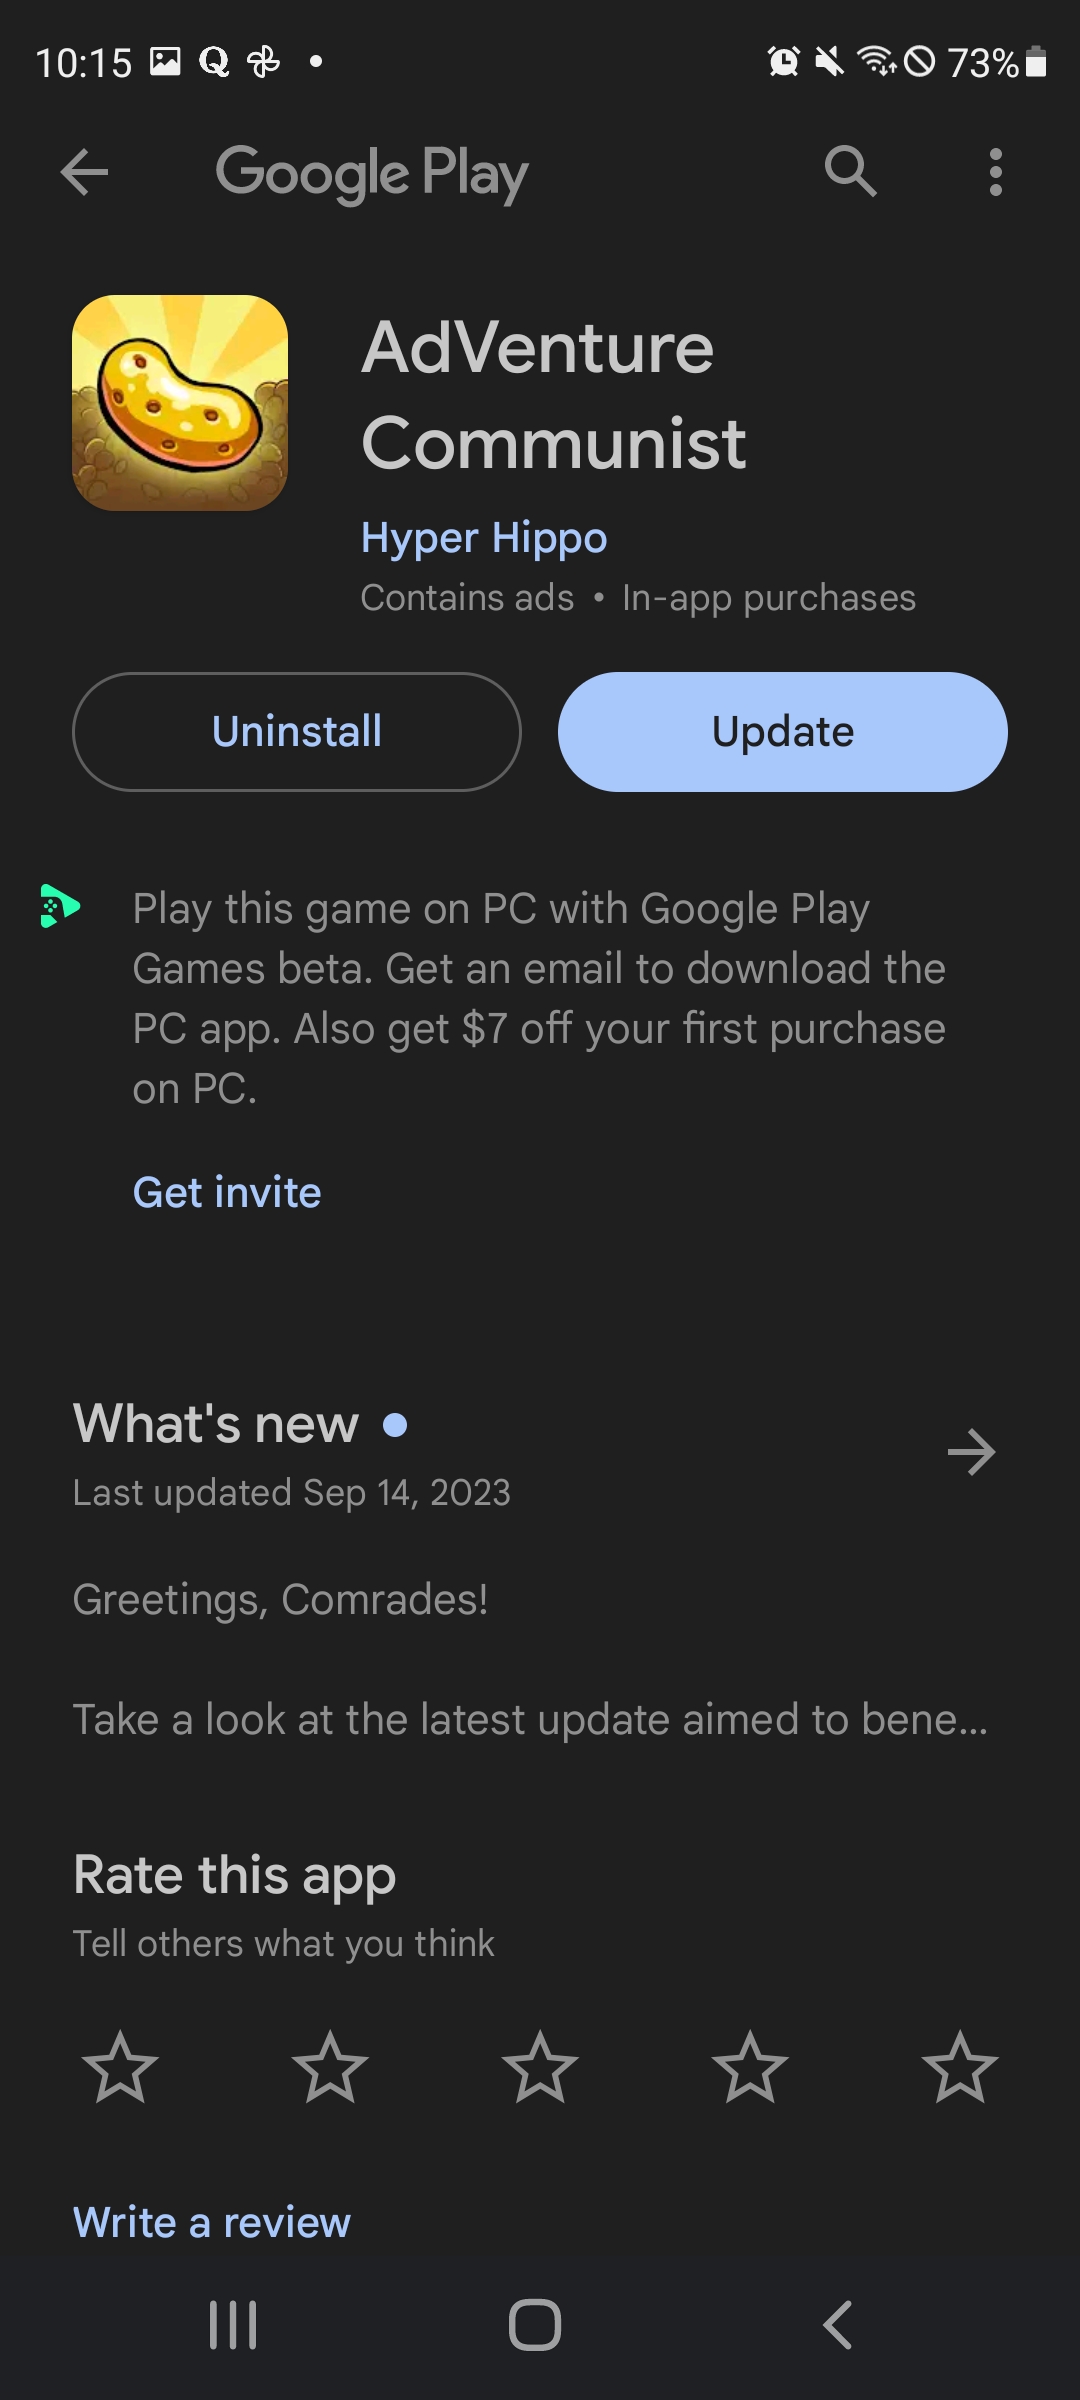 10:15
73%
Google Play
AdVenture
Communist
Hyper Hippo
Contains ads • In-app purchases
Uninstall
Update
Play this game on PC with Google Play
Games beta. Get an email to download the
PC app. Also get $7 off your first purchase
on PC.
Get invite
What's new
Last updated Sep 14, 2023
Greetings, Comrades!
Take a look at the latest update aimed to bene...
Rate this app
Tell others what you think
Write a review